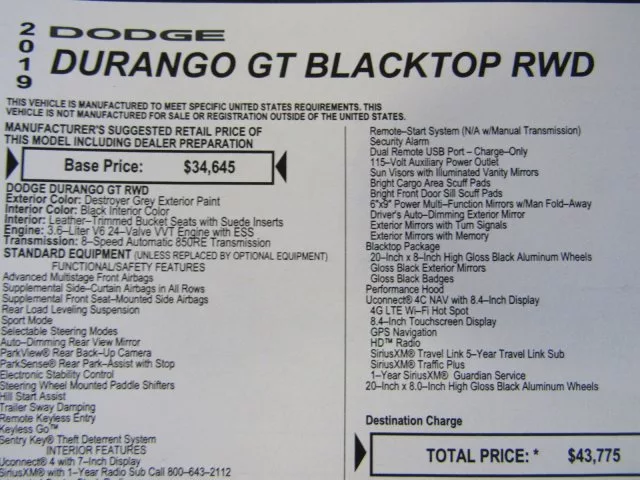 2019
DODGE
DURANGO GT BLACKTOP RWD
THIS VEHICLE IS MANUFACTURED TO MEET SPECIFIC UNITED STATES REQUIREMENTS. THIS
VEHICLE IS NOT MANUFACTURED FOR SALE OR REGISTRATION OUTSIDE OF THE UNITED STATES.
MANUFACTURER'S SUGGESTED RETAIL PRICE OF
THIS MODEL INCLUDING DEALER PREPARATION
Base Price: $34,645
DODGE DURANGO GT RWD
Exterior Color: Destroyer Grey Exterior Paint
Interior Color: Black Interior Color
Interior: Leather–Trimmed Bucket Seats with Suede Inserts
Engine: 3.6–Liter V6 24–Valve VVT Engine with ESS
Transmission: 8–Speed Automatic 850RE Transmission
STANDARD EQUIPMENT (UNLESS REPLACED BY OPTIONAL EQUIPMENT)
FUNCTIONAL/SAFETY FEATURES
Advanced Multistage Front Airbags
Supplemental Side–Curtain Airbags in All Rows
Supplemental Front Seat–Mounted Side Airbags
Rear Load Leveling Suspension
Sport Mode
Selectable Steering Modes
Auto–Dimming Rear View Mirror
ParkView® Rear Back–Up Camera
ParkSense® Rear Park–Assist with Stop
Electronic Stability Control
Steering Wheel Mounted Paddle Shifters
Hill Start Assist
Trailer Sway Damping
Remote Keyless Entry
Keyless Go™
Sentry Key® Theft Deterrent System
INTERIOR FEATURES
Uconnect® 4 with 7–Inch Display
SiriusXM® with 1–Year Radio Sub Call 800–643–2112
Remote–Start System (N/A w/Manual Transmission)
Security Alarm
Dual Remote USB Port – Charge–Only
115–Volt Auxiliary Power Outlet
Sun Visors with Illuminated Vanity Mirrors
Bright Cargo Area Scuff Pads
Bright Front Door Sill Scuff Pads
6"x9" Power Multi–Function Mirrors w/Man Fold–Away
Driver's Auto–Dimming Exterior Mirror
Exterior Mirrors with Turn Signals
Exterior Mirrors with Memory
Blacktop Package
20–Inch x 8–Inch High Gloss Black Aluminum Wheels
Gloss Black Exterior Mirrors
Gloss Black Badges
Performance Hood
Uconnect® 4C NAV with 8.4–Inch Display
4G LTE Wi–Fi Hot Spot
8.4–Inch Touchscreen Display
GPS Navigation
HD™ Radio
SiriusXM® Travel Link 5–Year Travel Link Sub
SiriusXM® Traffic Plus
1–Year SiriusXM® Guardian Service
20–Inch x 8.0–Inch High Gloss Black Aluminum Wheels
Destination Charge
TOTAL PRICE: * $43,775